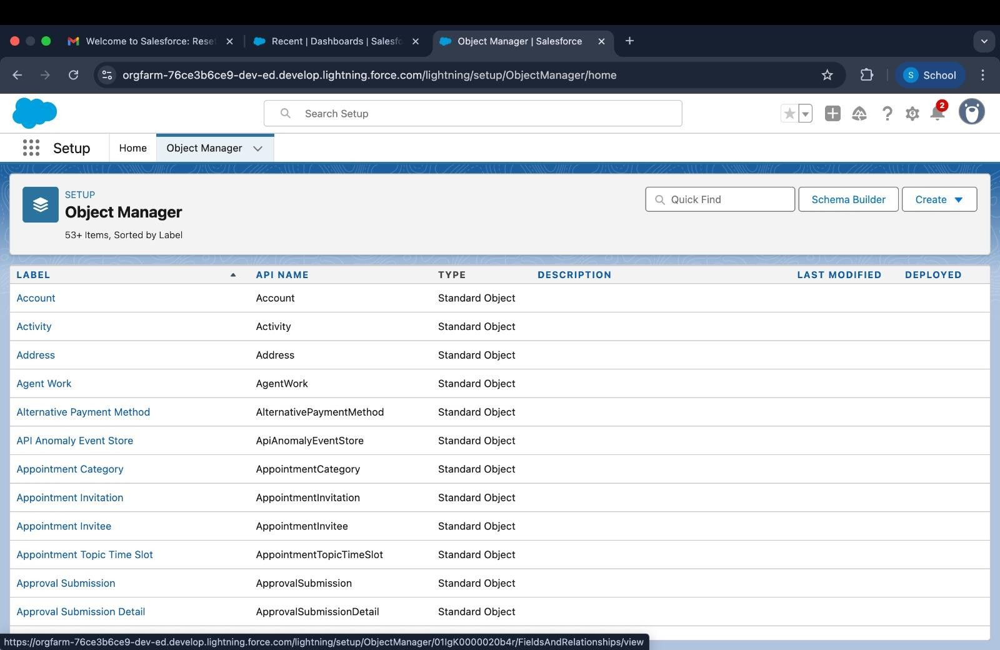 Welcome to Salesforce: Rese
Recent | Dashboards | Salesfo
Object Manager | Salesforce
orgfarm-76ce3b6ce9-dev-ed.develop.lightning.force.com/lightning/setup/ObjectManager/home
S School
Search Setup
2
Setup Home Object Manager
SETUP
Object Manager
53+ Items, Sorted by Label
Quick Find Schema Builder Create
LABEL API NAME TYPE DESCRIPTION LAST MODIFIED DEPLOYED
Account Account Standard Object
Activity Activity Standard Object
Address Address Standard Object
Agent Work AgentWork Standard Object
Alternative Payment Method AlternativePaymentMethod Standard Object
API Anomaly Event Store ApiAnomalyEventStore Standard Object
Appointment Category AppointmentCategory Standard Object
Appointment Invitation AppointmentInvitation Standard Object
Appointment Invitee AppointmentInvitee Standard Object
Appointment Topic Time Slot AppointmentTopicTimeSlot Standard Object
Approval Submission ApprovalSubmission Standard Object
Approval Submission Detail ApprovalSubmissionDetail Standard Object
https://orgfarm-76ce3b6ce9-dev-ed.develop.lightning.force.com/lightning/setup/ObjectManager/01IgK0000020b4r/FieldsAndRelationships/view